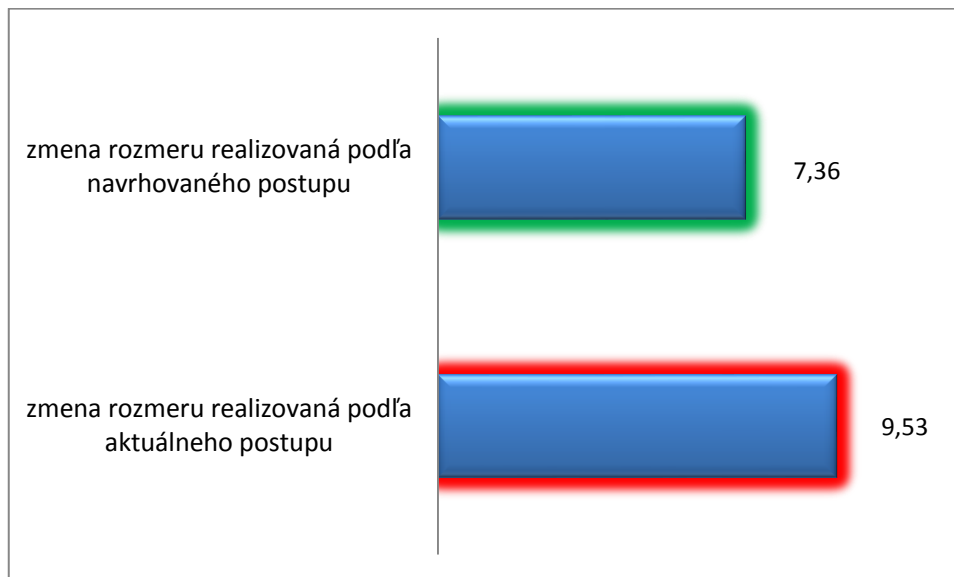 zmena rozmeru realizovaná podľa
navrhovaného postupu
7,36
zmena rozmeru realizovaná podľa
aktuálneho postupu
9,53